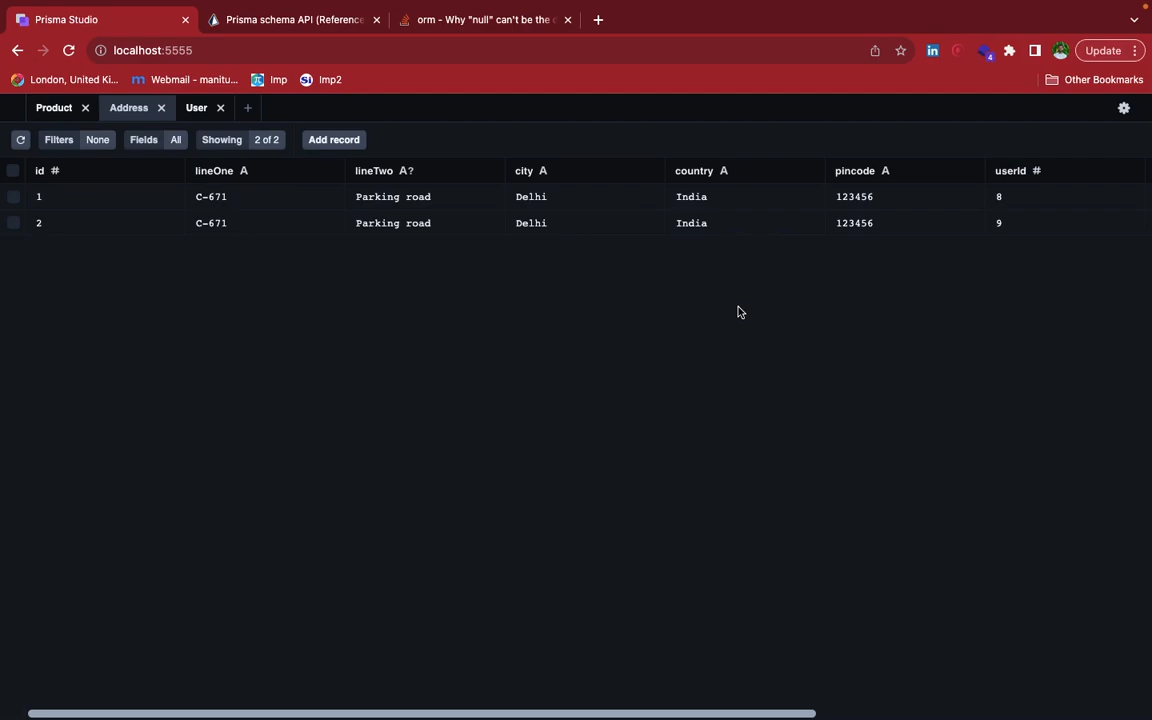 Prisma Studio
Prisma schema API (Reference
orm - Why "null" can't be the
localhost:5555
4
Update
London, United Ki...
Webmail - manitu...
Imp
Imp2
Other Bookmarks
Product
Address
User
Filters None
Fields All
Showing 2 of 2
Add record
id # lineOne A lineTwo A? city A country A pincode A userId #
1 C-671 Parking road Delhi India 123456 8
2 C-671 Parking road Delhi India 123456 9